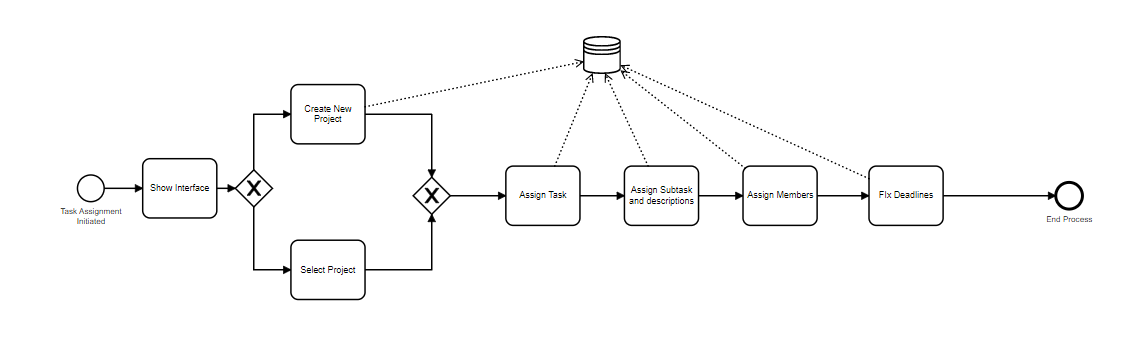 Create New
Project
Task Assignment
Initiated
Show Interface
X
X
Select Project
Assign Task
Assign Subtask
and descriptions
Assign Members
FIx Deadlines
End Process